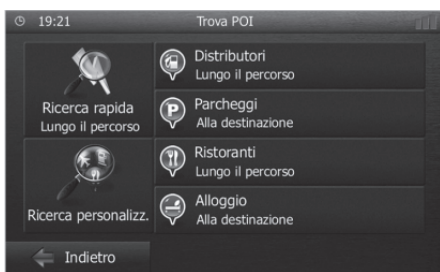 19:21 Trova POI
Ricerca rapida
Lungo il percorso
Ricerca personalizz.
Distributori
Lungo il percorso
P
Parcheggi
Alla destinazione
Ristoranti
Lungo il percorso
Alloggio
Alla destinazione
Indietro